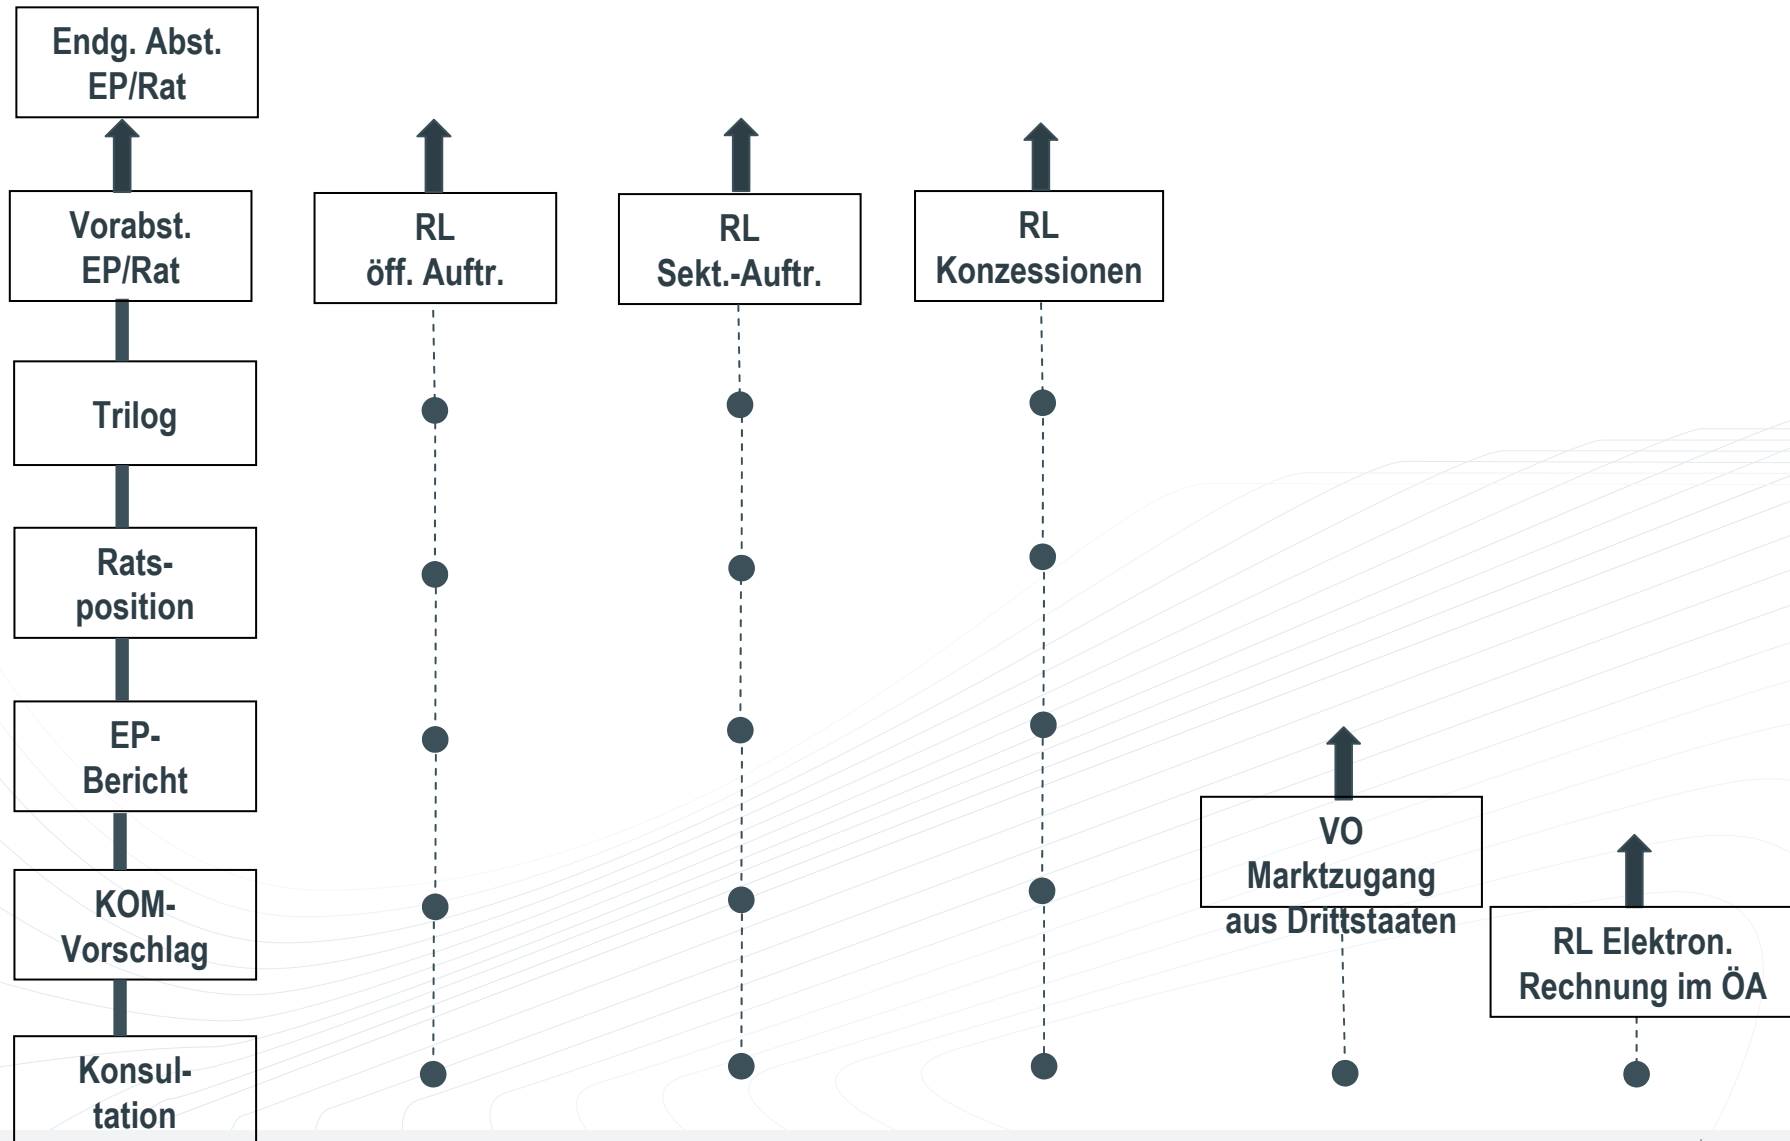 Endg. Abst.
EP/Rat
Vorabst.
EP/Rat
RL
öff. Auftr.
RL
Sekt.-Auftr.
RL
Konzessionen
Trilog
Rats-
position
EP-
Bericht
VO
Marktzugang
aus Drittstaaten
KOM-
Vorschlag
RL Elektron.
Rechnung im ÖA
Konsul-
tation